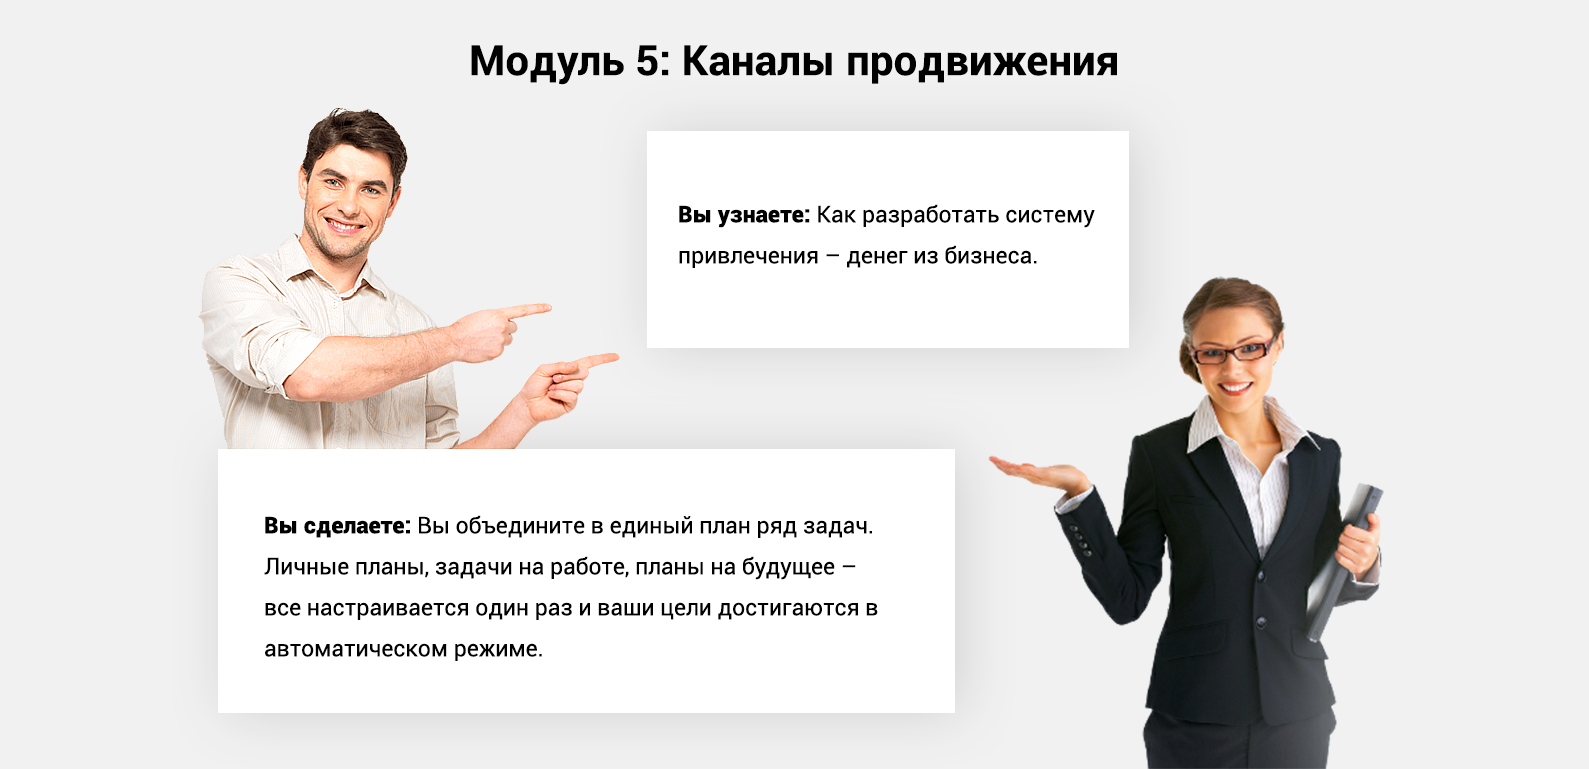 Модуль 5: Каналы продвижения
Вы узнаете: Как разработать систему
привлечения – денег из бизнеса.
Вы сделаете: Вы объедините в единый план ряд задач.
Личные планы, задачи на работе, планы на будущее –
все настраивается один раз и ваши цели достигаются в
автоматическом режиме.